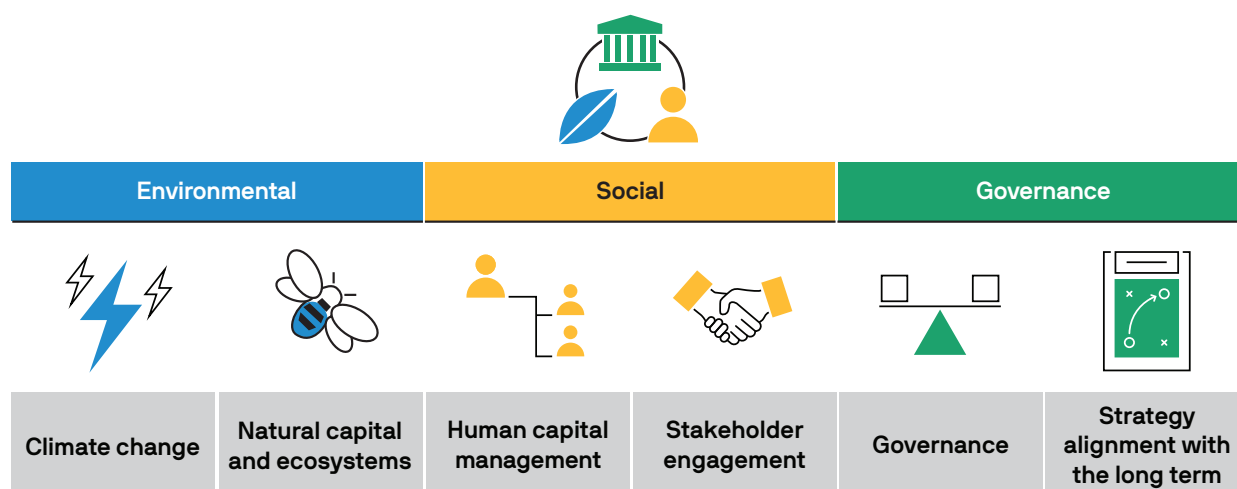 Environmental
Social
Governance
Climate change
Natural capital
and ecosystems
Human capital
management
Stakeholder
engagement
Governance
Strategy
alignment with
the long term